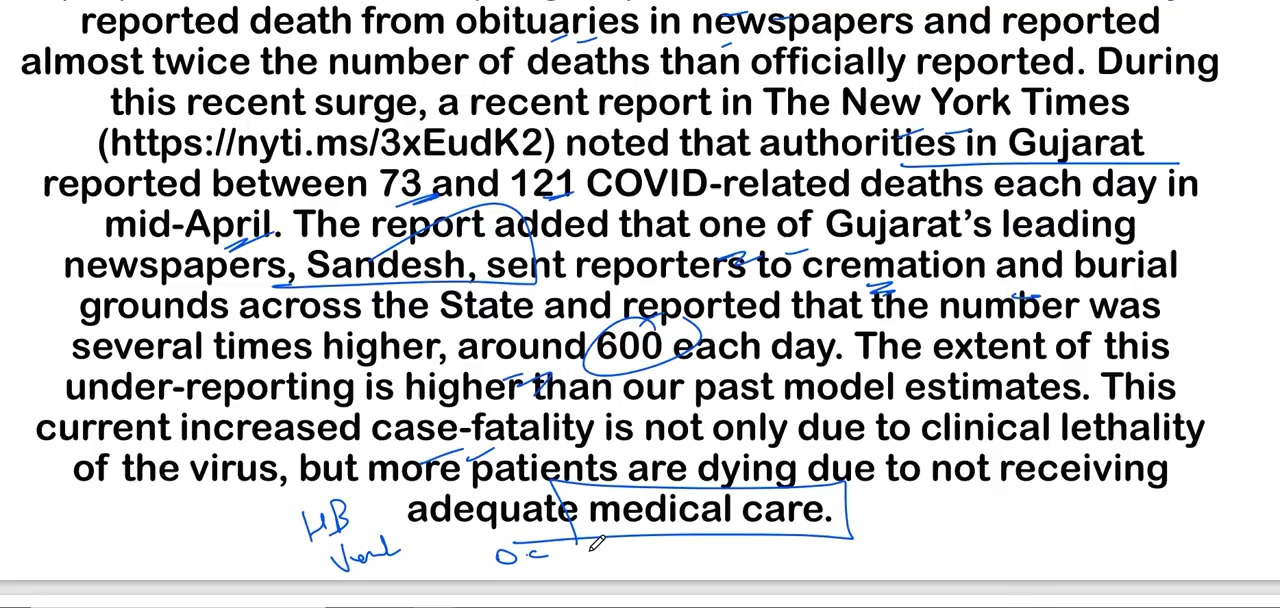 reported death from obituaries in newspapers and reported
almost twice the number of deaths than officially reported. During
this recent surge, a recent report in The New York Times
(https://nyti.ms/3xEudK2) noted that authorities in Gujarat
reported between 73 and 121 COVID-related deaths each day in
mid-April. The report added that one of Gujarat’s leading
newspapers, Sandesh, sent reporters to cremation and burial
grounds across the State and reported that the number was
several times higher, around 600 each day. The extent of this
under-reporting is higher than our past model estimates. This
current increased case-fatality is not only due to clinical lethality
of the virus, but more patients are dying due to not receiving
adequate medical care.
HB